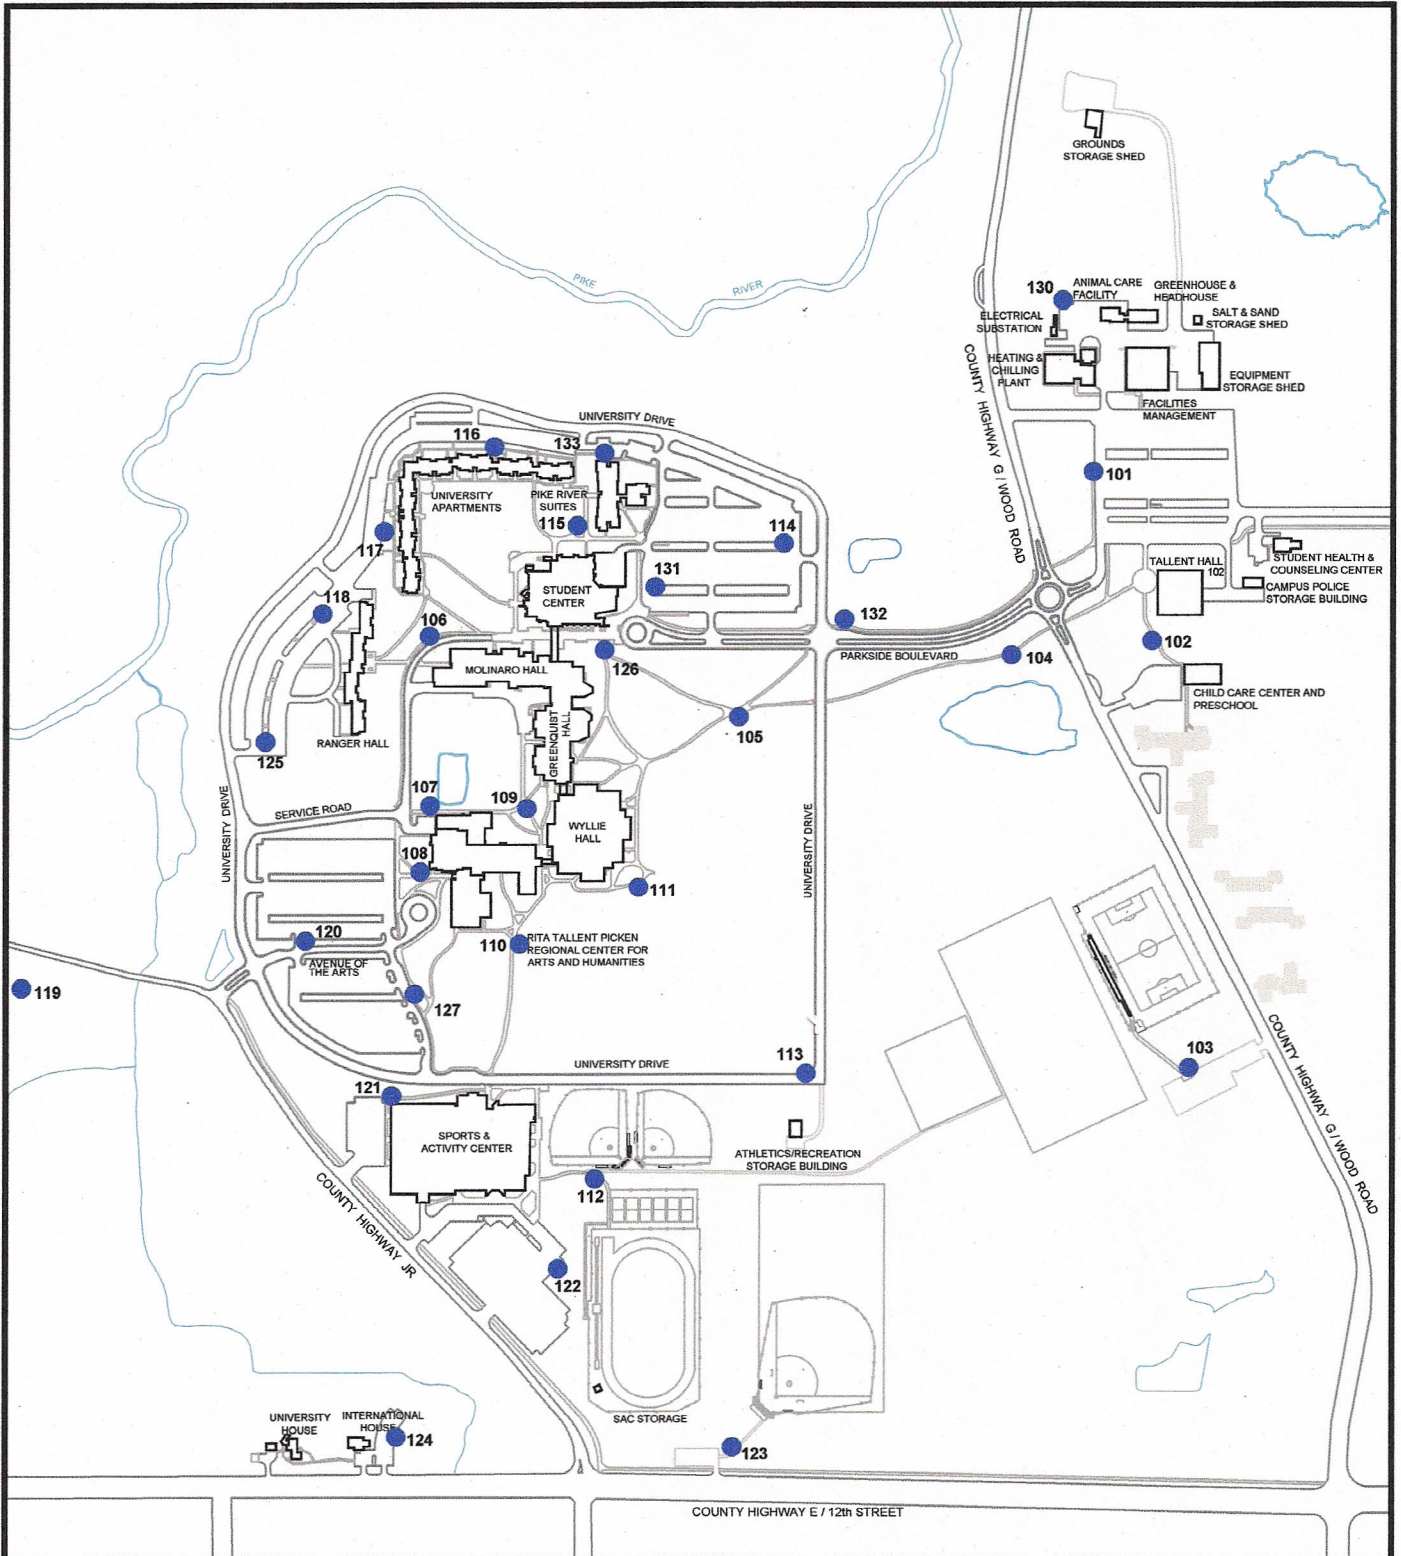 GROUNDS
STORAGE SHED
PIKE
RIVER
130
ANIMAL CARE
FACILITY
GREENHOUSE &
HEADHOUSE
ELECTRICAL
SUBSTATION
SALT & SAND
STORAGE SHED
HEATING &
CHILLING
PLANT
EQUIPMENT
STORAGE SHED
FACILITIES
MANAGEMENT
COUNTY HIGHWAY G / WOOD ROAD
UNIVERSITY DRIVE
116
133
101
UNIVERSITY
APARTMENTS
PIKE RIVER
SUITES
115
114
117
STUDENT HEALTH &
COUNSELING CENTER
TALLENT HALL
102
CAMPUS POLICE
STORAGE BUILDING
131
STUDENT
CENTER
118
132
106
126
102
104
PARKSIDE BOULEVARD
MOLINARO HALL
CHILD CARE CENTER AND
PRESCHOOL
105
GREENQUIST
HALL
RANGER HALL
125
107
109
SERVICE ROAD
UNIVERSITY DRIVE
WYLLIE
HALL
UNIVERSITY DRIVE
108
111
120
110
RITA TALLENT PICKEN
REGIONAL CENTER FOR
ARTS AND HUMANITIES
AVENUE OF
THE ARTS
119
127
103
COUNTY HIGHWAY G / WOOD ROAD
113
UNIVERSITY DRIVE
121
SPORTS &
ACTIVITY CENTER
ATHLETICS/RECREATION
STORAGE BUILDING
112
COUNTY HIGHWAY JR
122
SAC STORAGE
UNIVERSITY
HOUSE
INTERNATIONAL
HOUSE
124
123
COUNTY HIGHWAY E / 12th STREET